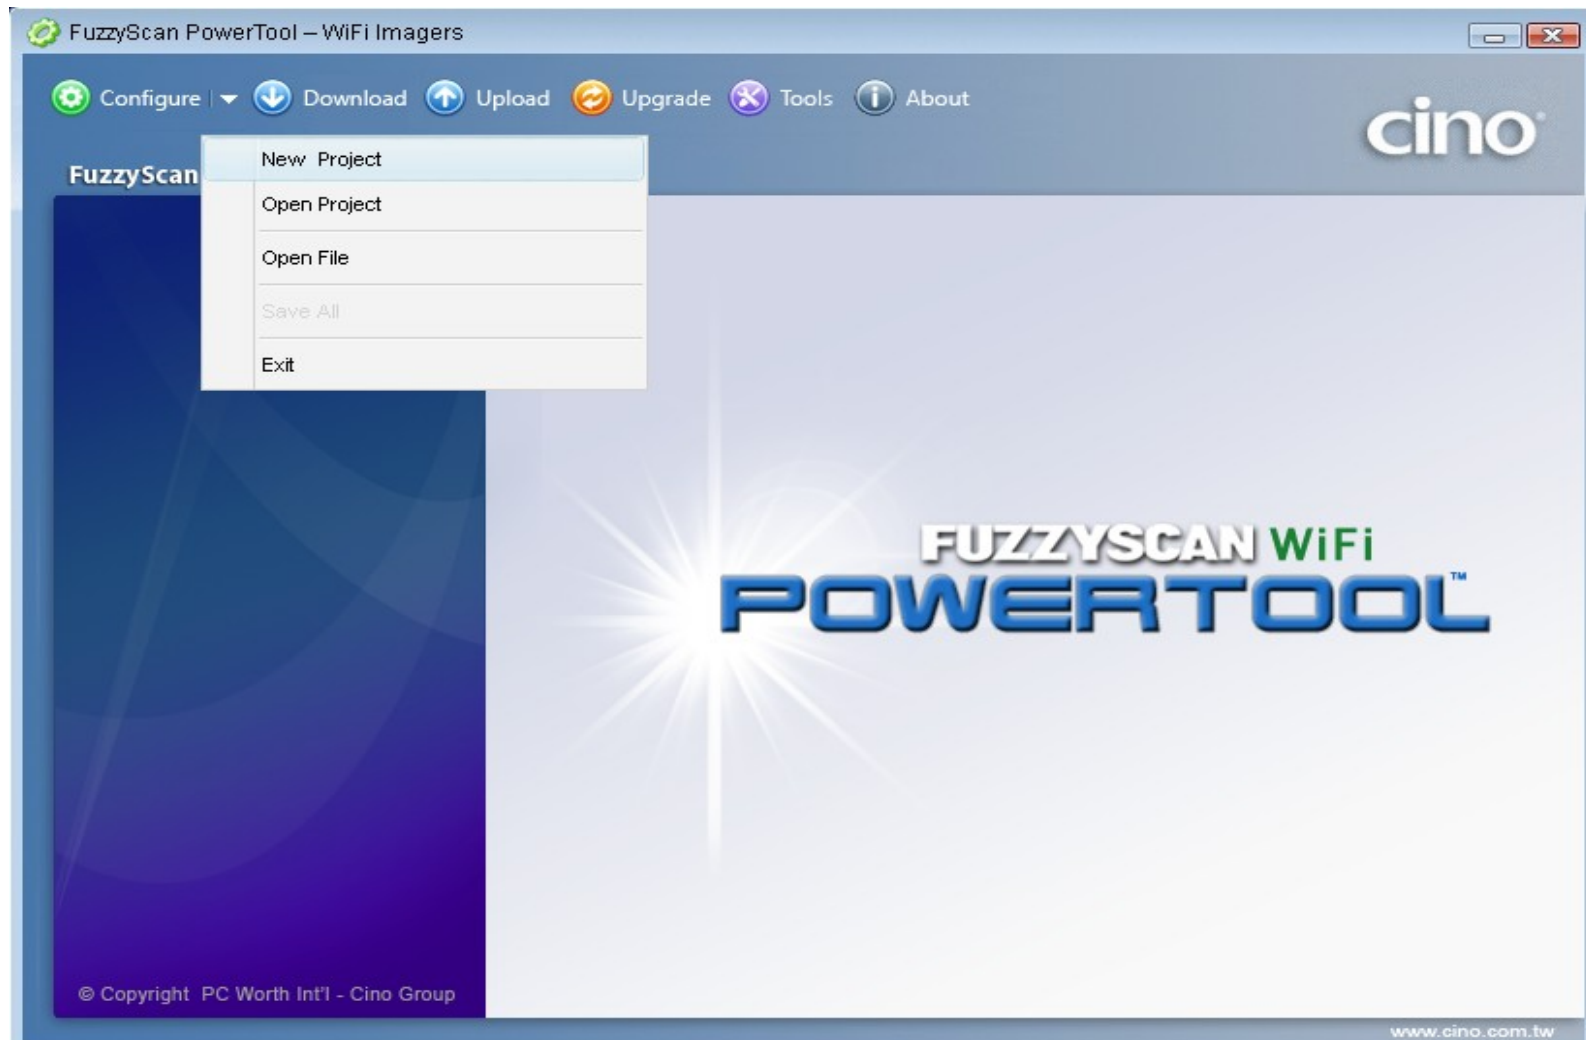 FuzzyScan PowerTool – WiFi Imagers
Configure Download Upload Upgrade Tools About
cino
FuzzyScan
New Project
Open Project
Open File
Save All
Exit
FUZZYSCAN WiFi
POWERTOOL™
© Copyright PC Worth Int'l - Cino Group
www.cino.com.tw